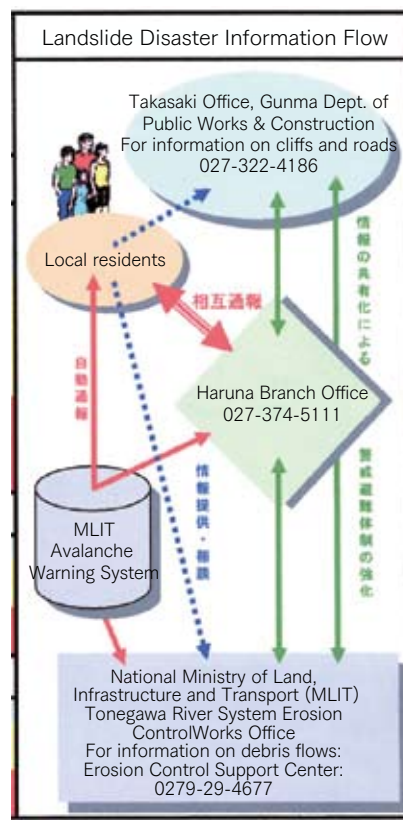 Landslide Disaster Information Flow
Takasaki Office, Gunma Dept. of
Public Works & Construction
For information on cliffs and roads
027-322-4186
Local residents
相互通報
情報の共有化による
自動通報
Haruna Branch Office
027-374-5111
警戒避難体制の強化
情報提供・相談
MLIT
Avalanche
Warning System
National Ministry of Land,
Infrastructure and Transport (MLIT)
Tonegawa River System Erosion
ControlWorks Office
For information on debris flows:
Erosion Control Support Center:
0279-29-4677